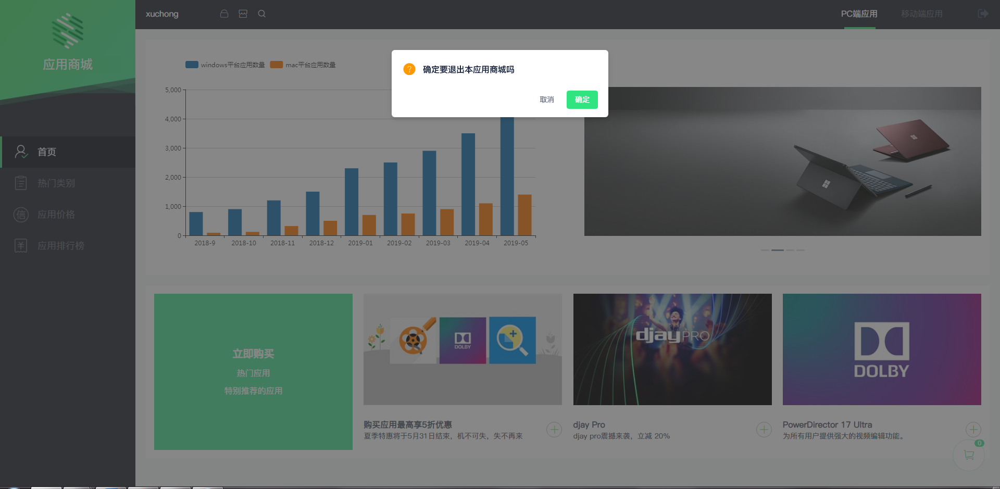 应用商城
xuchong
PC端应用
移动端应用
首页
热门类别
信
应用价格
应用排行榜
确定要退出本应用商城吗
取消
确定
windows平台应用数量
mac平台应用数量
5,000
4,000
3,000
2,000
1,000
0
2018-9
2018-10
2018-11
2018-12
2019-01
2019-02
2019-03
2019-04
2019-05
立即购买
热门应用
特别推荐的应用
DOLBY
购买应用最高享5折优惠
夏季特惠将于5月31日结束，机不可失，失不再来
djay PRO
djay Pro
djay pro震撼来袭，立减 20%
DOLBY
PowerDirector 17 Ultra
为所有用户提供强大的视频编辑功能。
0